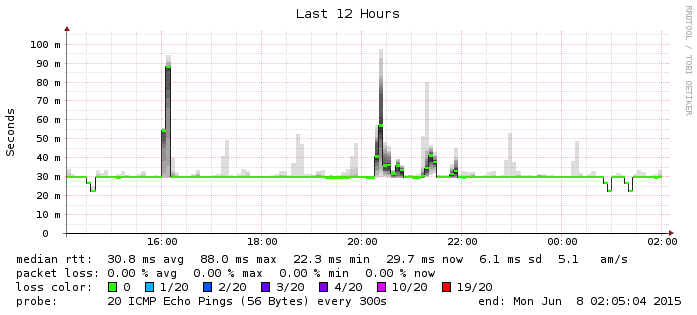 Last 12 Hours
RRDTOOL / TOBI OETIKER
Seconds
100 m
90 m
80 m
70 m
60 m
50 m
40 m
30 m
20 m
10 m
0
16:00 18:00 20:00 22:00 00:00 02:00
median rtt: 30.8 ms avg 88.0 ms max 22.3 ms min 29.7 ms now 6.1 ms sd 5.1 am/s
packet loss: 0.00 % avg 0.00 % max 0.00 % min 0.00 % now
loss color: 0 1/20 2/20 3/20 4/20 10/20 19/20
probe: 20 ICMP Echo Pings (56 Bytes) every 300s end: Mon Jun 8 02:05:04 2015